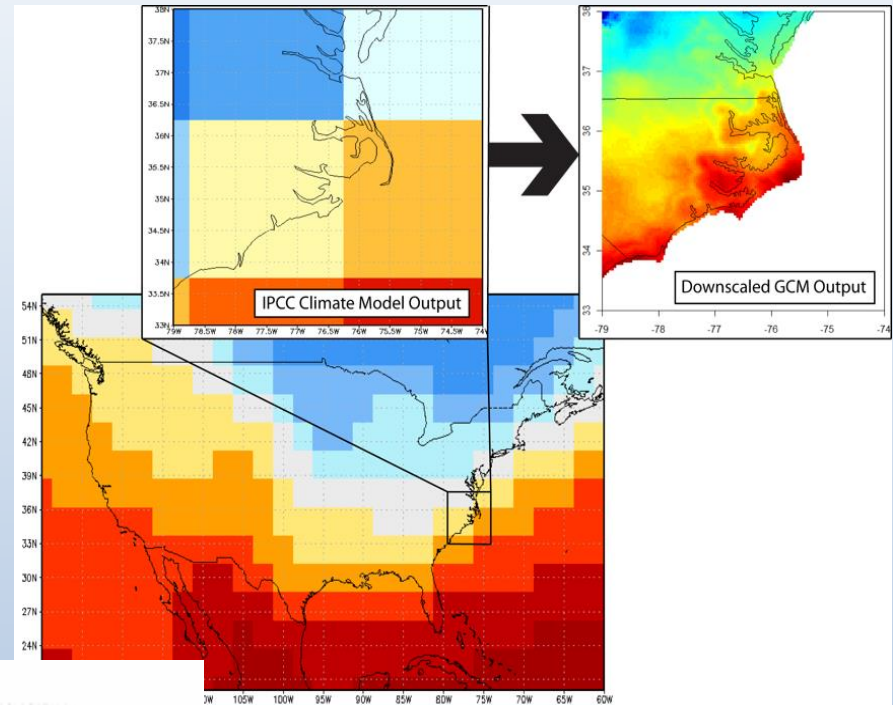 38N
37.5N
37N
36.5N
36N
35.5N
35N
34.5N
34N
33.5N
33N
79W 78.5W 78W 77.5W 77W 76.5W 76W 75.5W 75W 74.5W 74
IPCC Climate Model Output
38
37
36
35
34
33
-79 -78 -77 -76 -75 -74
Downscaled GCM Output
54N
51N
48N
45N
42N
39N
36N
33N
30N
27N
24N
0W 105W 100W 95W 90W 85W 80W 75W 70W 65W 60W